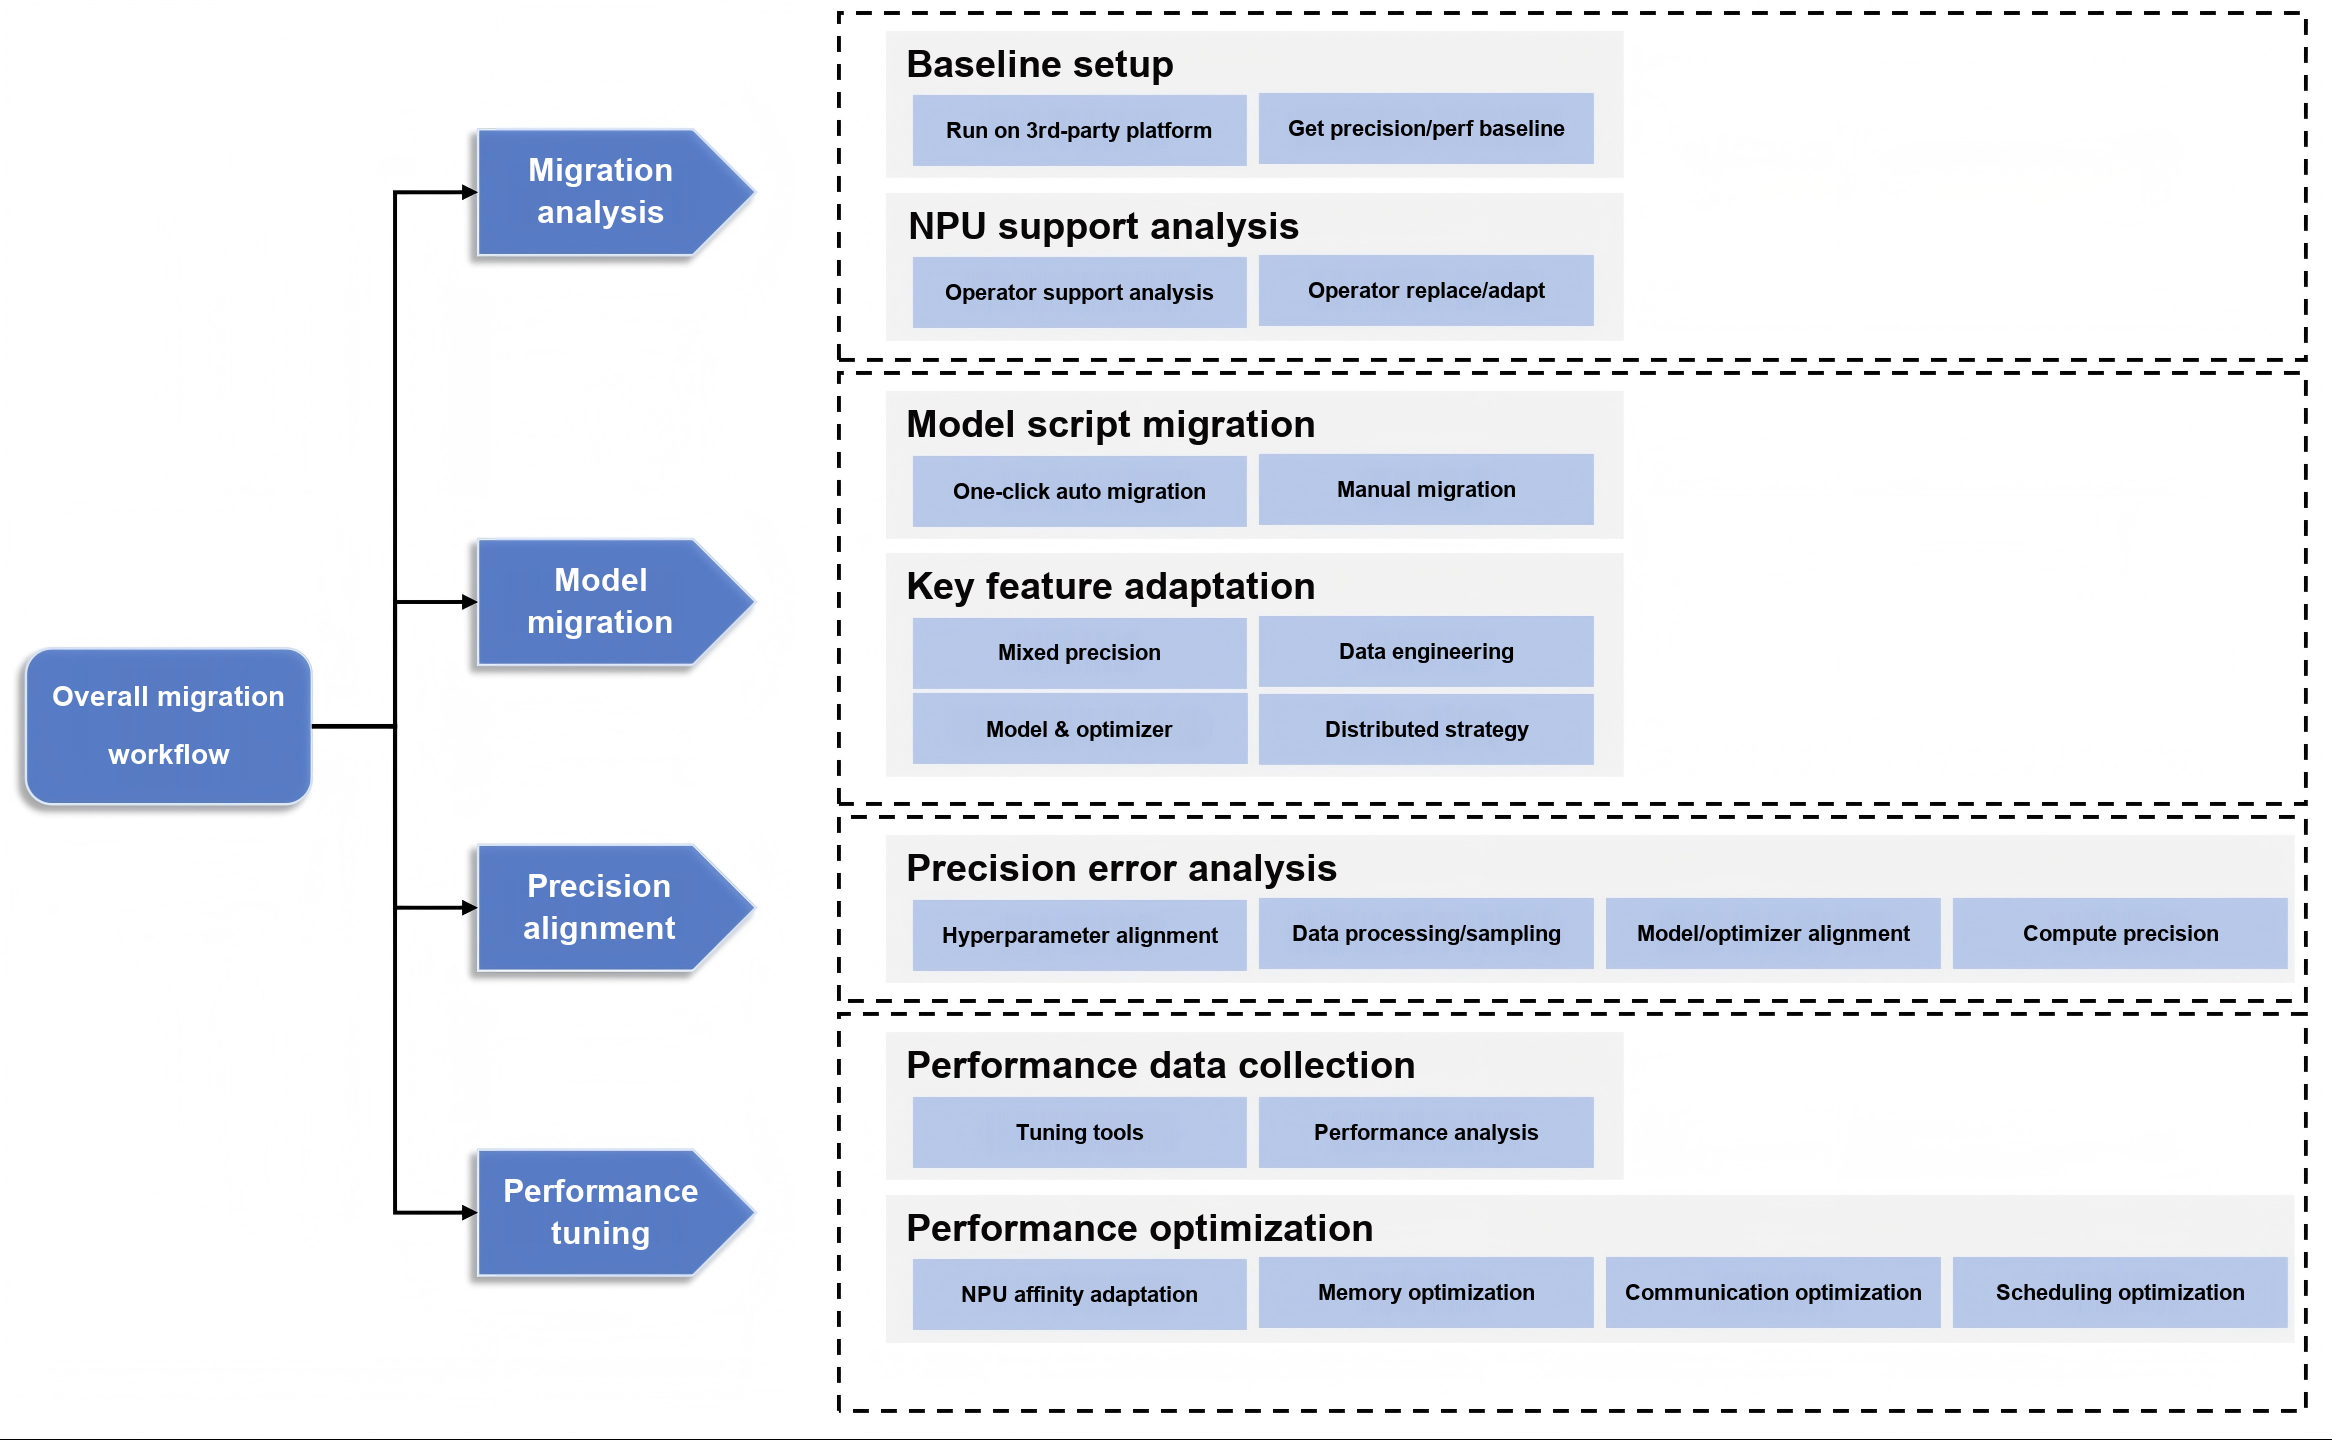 Overall migration
workflow
Migration
analysis
Baseline setup
Run on 3rd-party platform
Get precision/perf baseline
NPU support analysis
Operator support analysis
Operator replace/adapt
Model
migration
Model script migration
One-click auto migration
Manual migration
Key feature adaptation
Mixed precision
Data engineering
Model & optimizer
Distributed strategy
Precision
alignment
Precision error analysis
Hyperparameter alignment
Data processing/sampling
Model/optimizer alignment
Compute precision
Performance
tuning
Performance data collection
Tuning tools
Performance analysis
Performance optimization
NPU affinity adaptation
Memory optimization
Communication optimization
Scheduling optimization